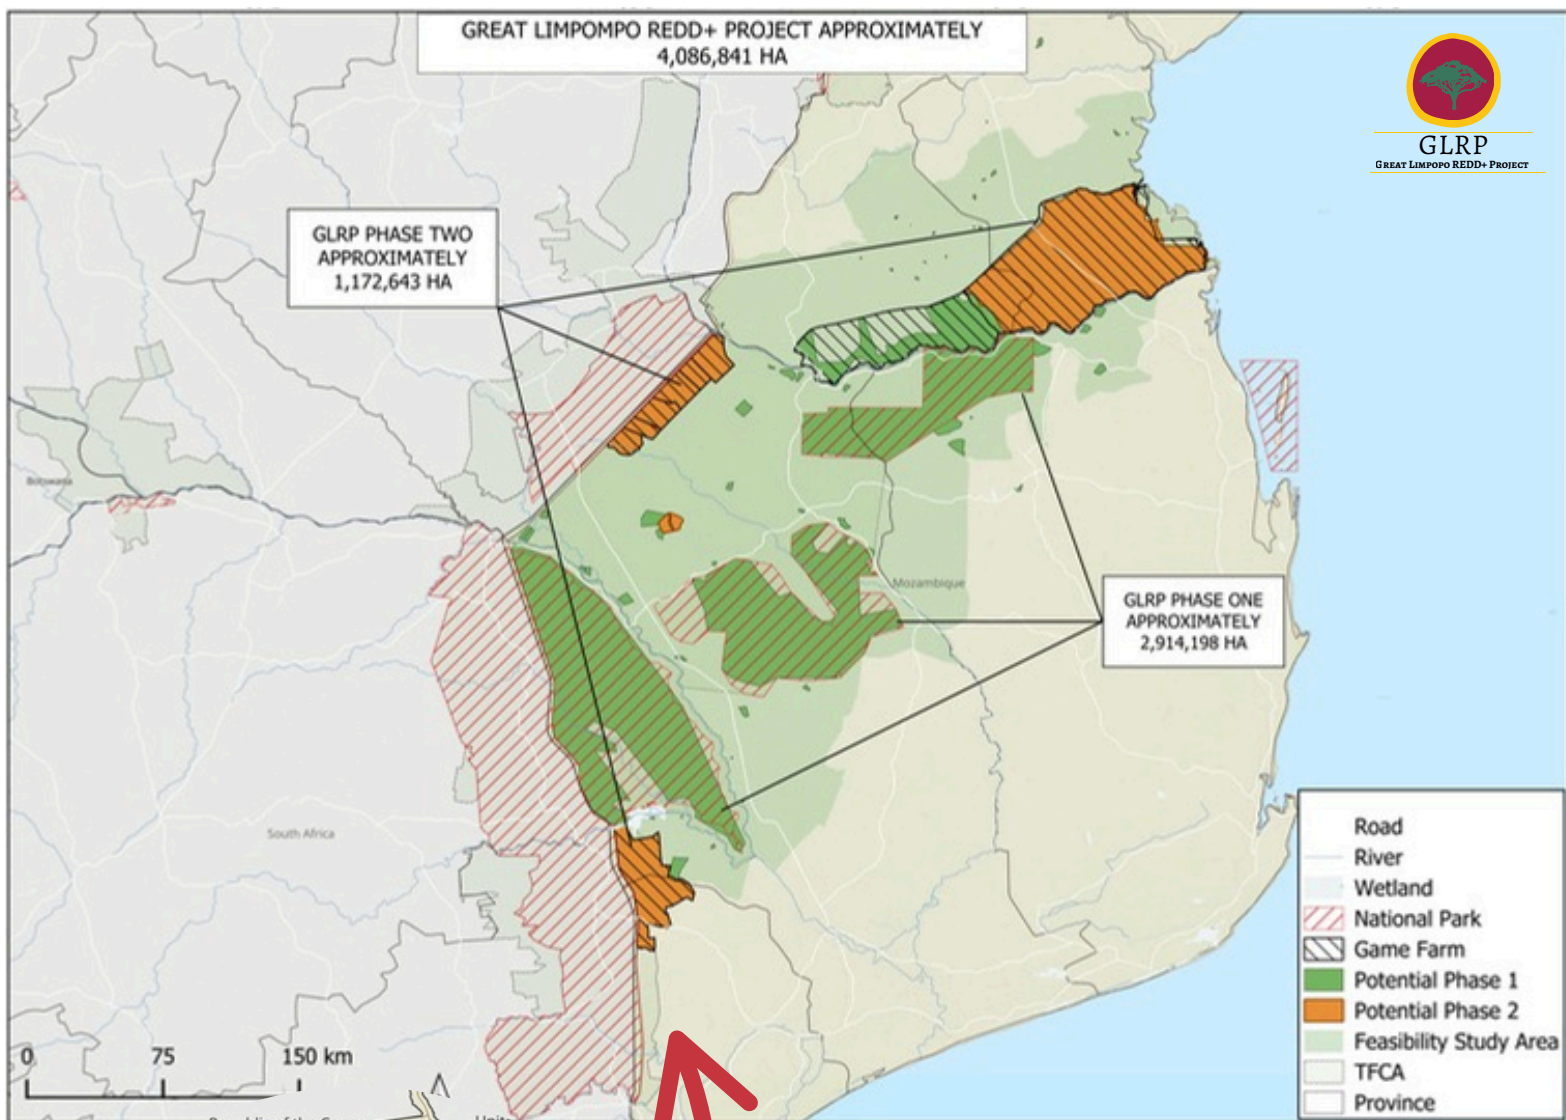 GREAT LIMPOMPO REDD+ PROJECT APPROXIMATELY
4,086,841 HA
GLRP
GREAT LIMPOPO REDD+ PROJECT
GLRP PHASE TWO
APPROXIMATELY
1,172,643 HA
Botswana
Mozambique
GLRP PHASE ONE
APPROXIMATELY
2,914,198 HA
South Africa
Road
River
Wetland
National Park
Game Farm
Potential Phase 1
Potential Phase 2
Feasibility Study Area
TFCA
Province
0 75 150 km